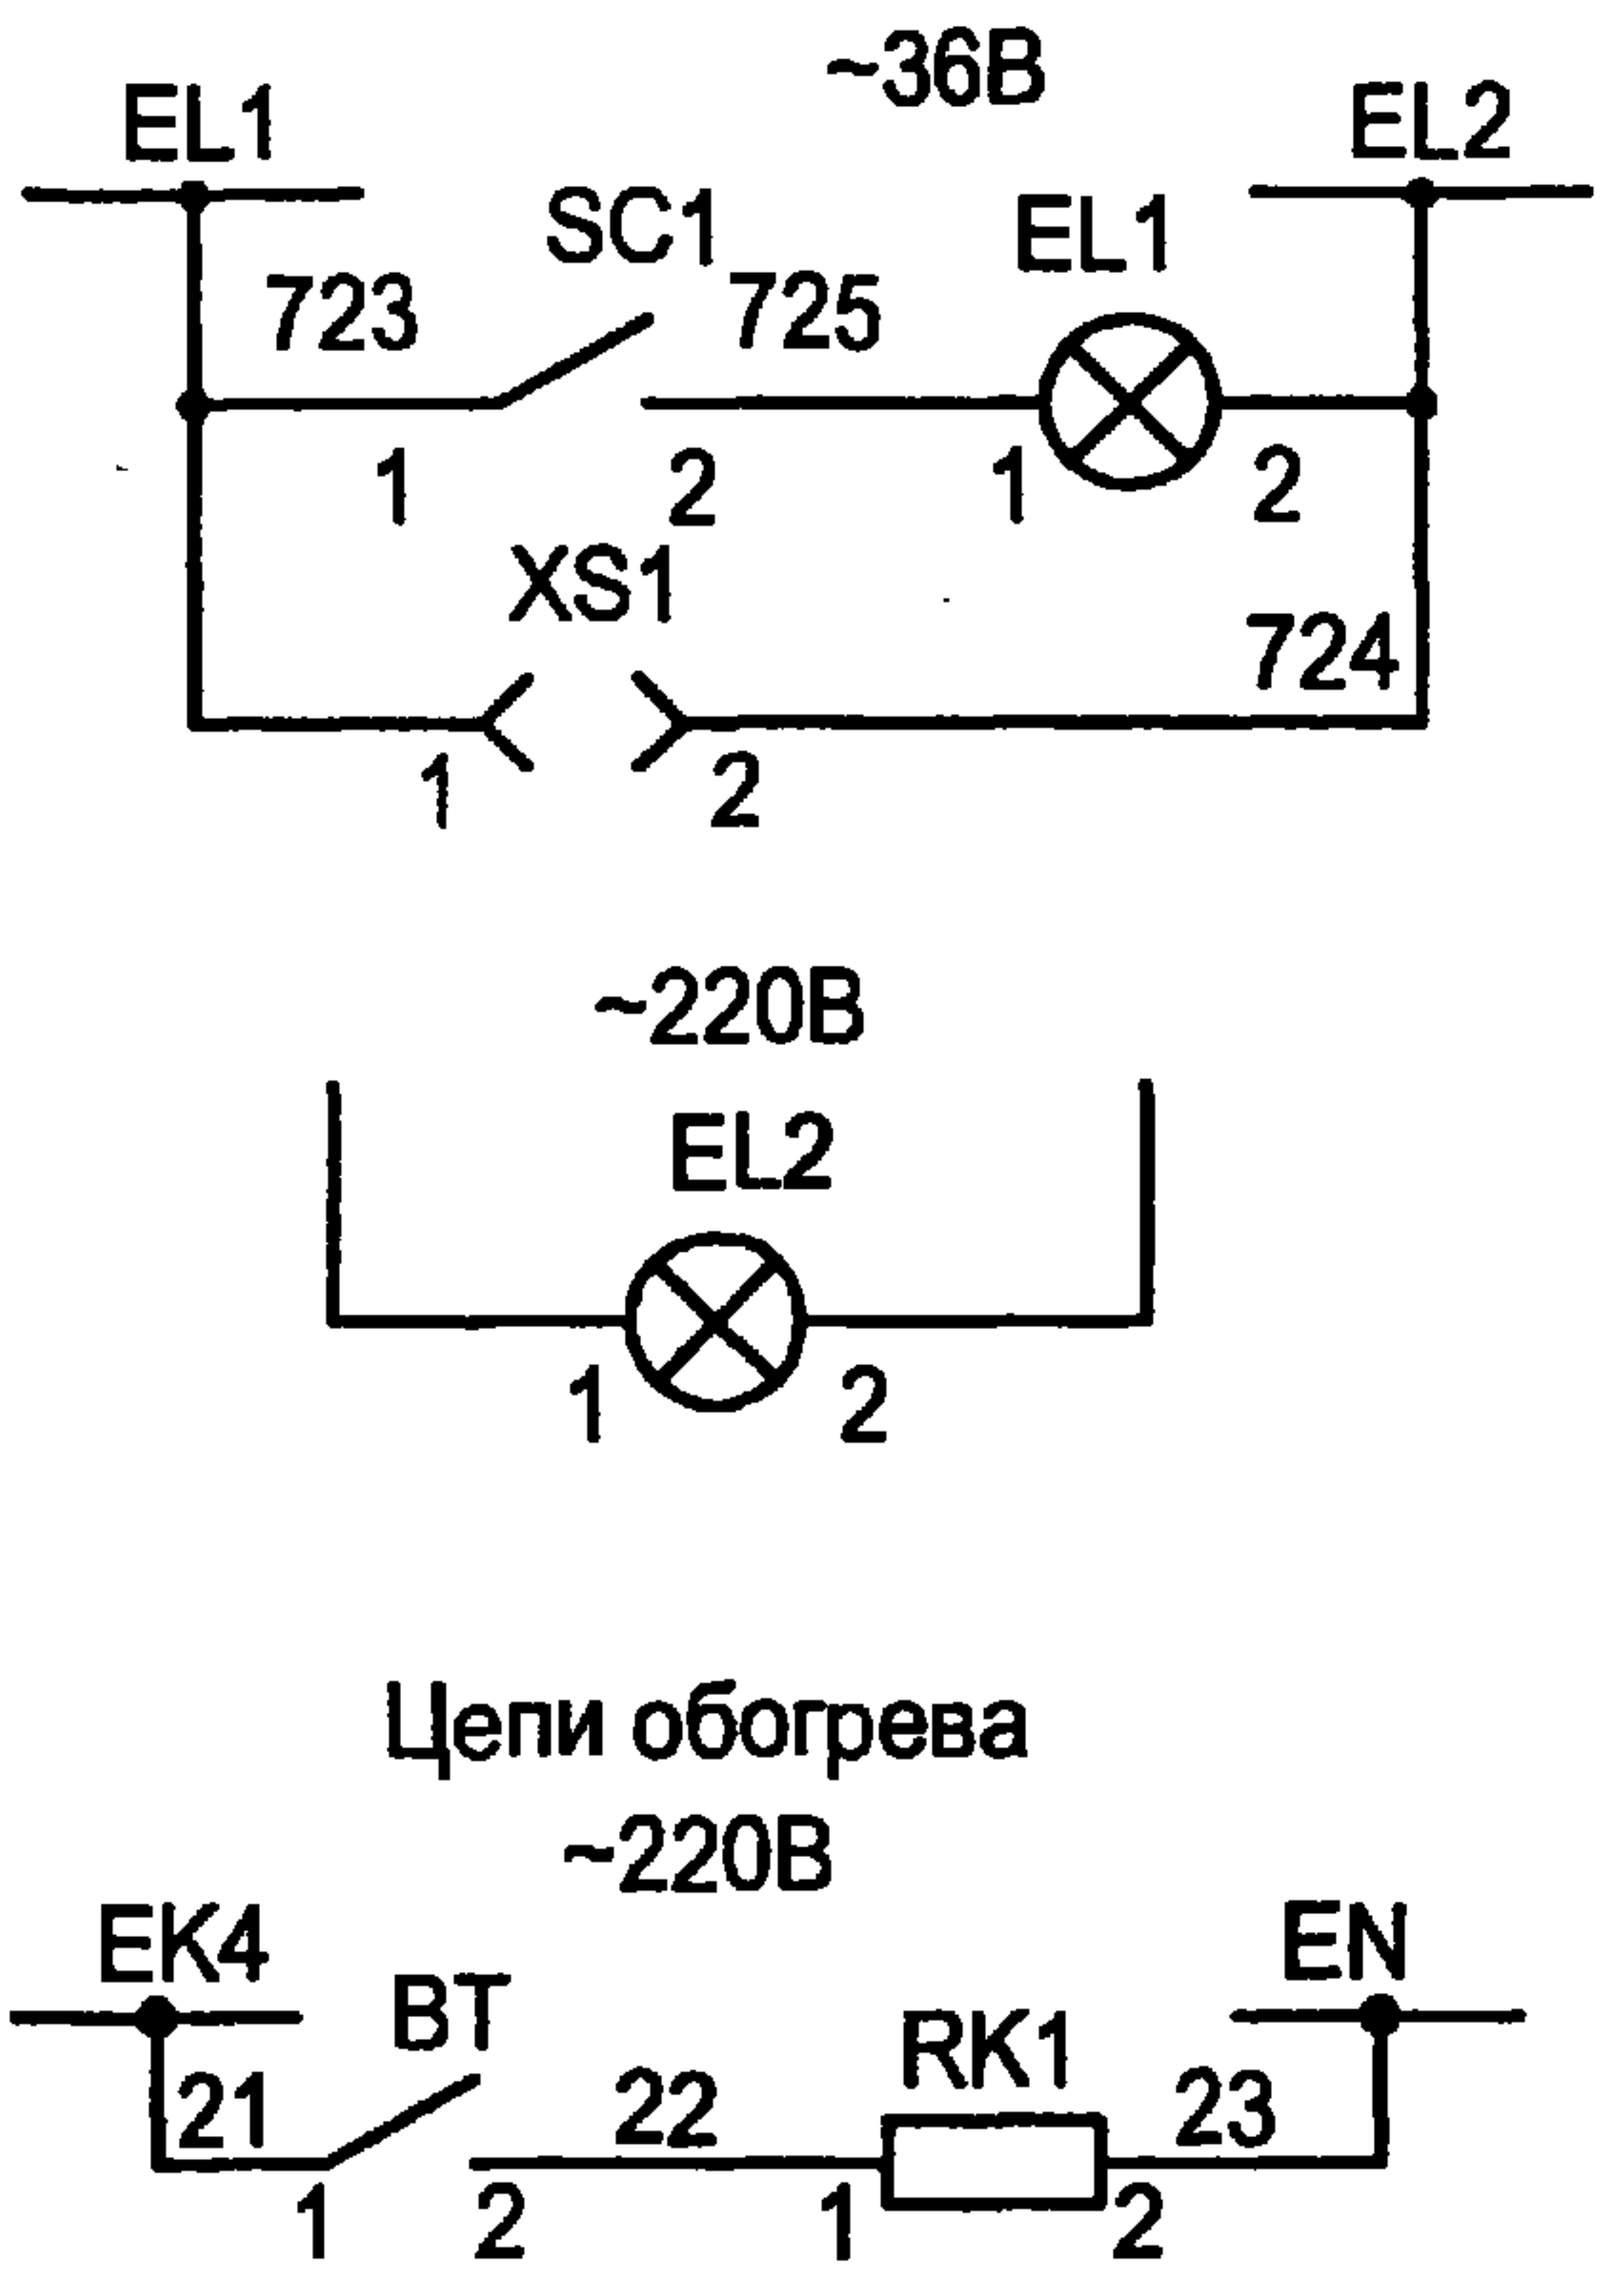 ~36В
EL1 EL2
SC1 EL1
723 725
1 2 1 2
XS1
724
1 2
~220В
EL2
1 2
Цепи обогрева
~220В
EK4 EN
BT
RK1
21 22 23
1 2 1 2